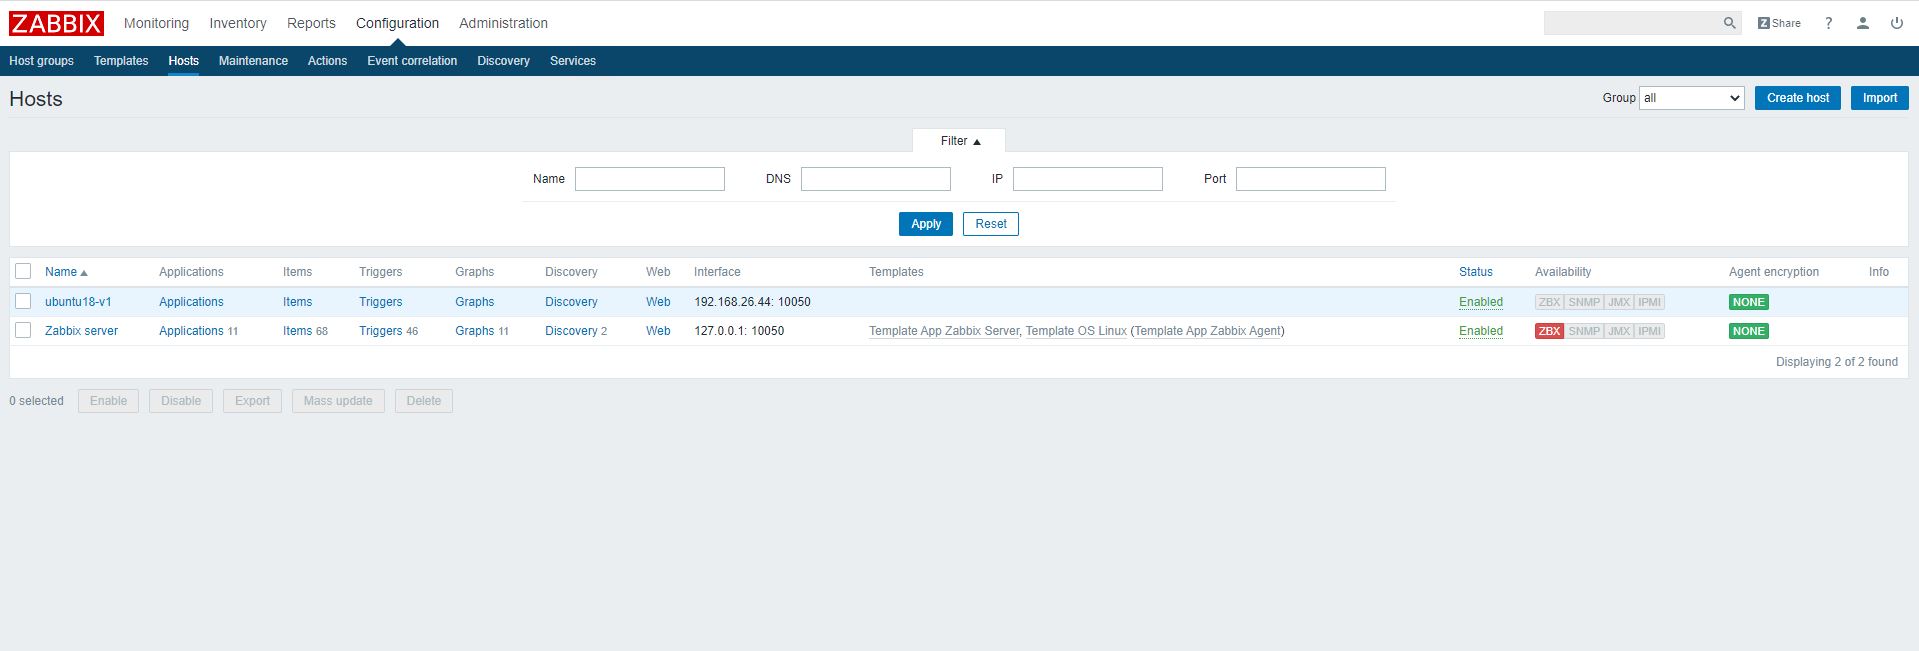 ZABBIX Monitoring Inventory Reports Configuration Administration Z Share ?
Host groups Templates Hosts Maintenance Actions Event correlation Discovery Services
Hosts Group all Create host Import
Filter ▲
Name DNS IP Port
Apply Reset
Name ▲ Applications Items Triggers Graphs Discovery Web Interface Templates Status Availability Agent encryption Info
ubuntu18-v1 Applications Items Triggers Graphs Discovery Web 192.168.26.44: 10050 Enabled ZBX SNMP JMX IPMI NONE
Zabbix server Applications 11 Items 68 Triggers 46 Graphs 11 Discovery 2 Web 127.0.0.1: 10050 Template App Zabbix Server, Template OS Linux (Template App Zabbix Agent) Enabled ZBX SNMP JMX IPMI NONE
Displaying 2 of 2 found
0 selected Enable Disable Export Mass update Delete